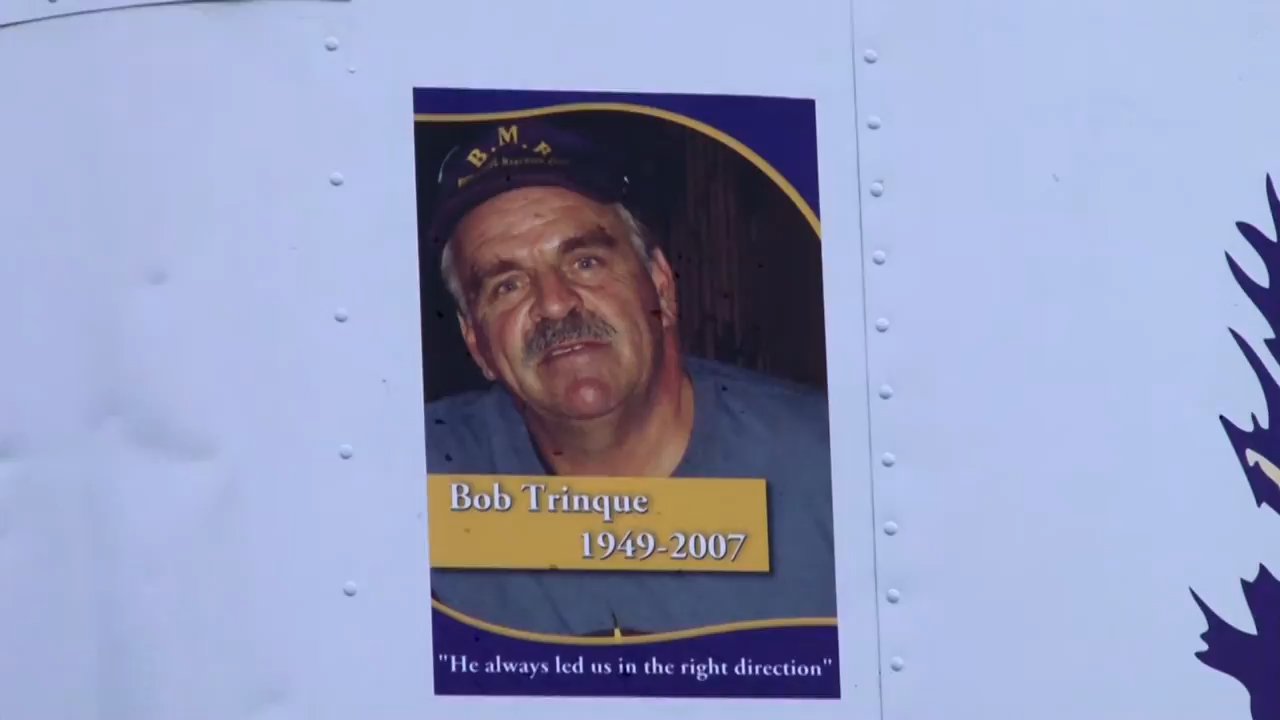 B.M.F.
Bob Trinque
1949-2007
"He always led us in the right direction"